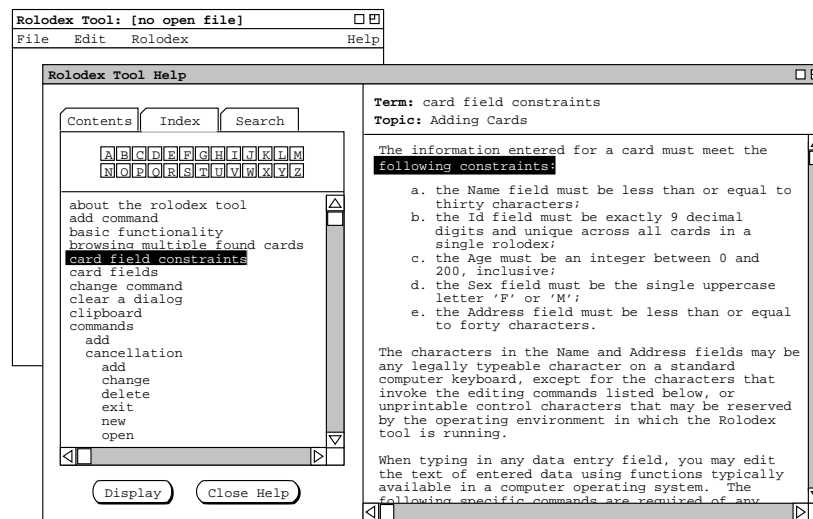 Rolodex Tool: [no open file]
File Edit Rolodex Help
Rolodex Tool Help
Contents Index Search
A B C D E F G H I J K L M
N O P Q R S T U V W X Y Z
about the rolodex tool
add command
basic functionality
browsing multiple found cards
card field constraints
card fields
change command
clear a dialog
clipboard
commands
add
cancellation
add
change
delete
exit
new
open
Display Close Help
Term: card field constraints
Topic: Adding Cards
The information entered for a card must meet the
following constraints:
a. the Name field must be less than or equal to
thirty characters;
b. the Id field must be exactly 9 decimal
digits and unique across all cards in a
single rolodex;
c. the Age must be an integer between 0 and
200, inclusive;
d. the Sex field must be the single uppercase
letter 'F' or 'M';
e. the Address field must be less than or equal
to forty characters.
The characters in the Name and Address fields may be
any legally typeable character on a standard
computer keyboard, except for the characters that
invoke the editing commands listed below, or
unprintable control characters that may be reserved
by the operating environment in which the Rolodex
tool is running.
When typing in any data entry field, you may edit
the text of entered data using functions typically
available in a computer operating system. The
following specific commands are required of any